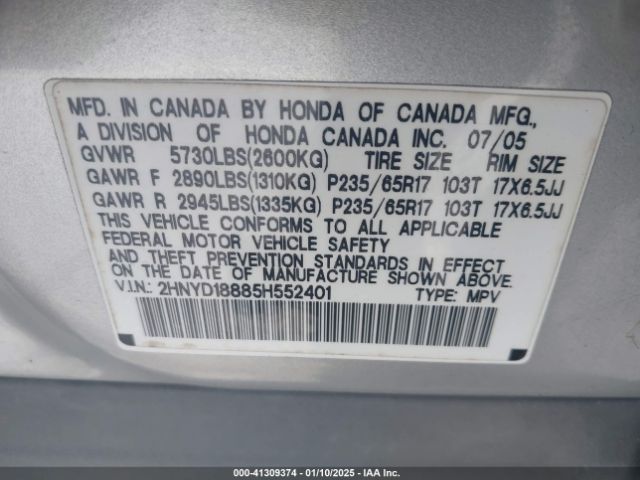 MFD. IN CANADA BY HONDA OF CANADA MFG.,
A DIVISION OF HONDA CANADA INC. 07/05
GVWR 5730LBS(2600KG) TIRE SIZE RIM SIZE
GAWR F 2890LBS(1310KG) P235/65R17 103T 17X6.5JJ
GAWR R 2945LBS(1335KG) P235/65R17 103T 17X6.5JJ
THIS VEHICLE CONFORMS TO ALL APPLICABLE
FEDERAL MOTOR VEHICLE SAFETY
AND THEFT PREVENTION STANDARDS IN EFFECT
ON THE DATE OF MANUFACTURE SHOWN ABOVE.
V.I.N.: 2HNYD18885H552401 TYPE: MPV
000-41309374 - 01/10/2025 - IAA Inc.